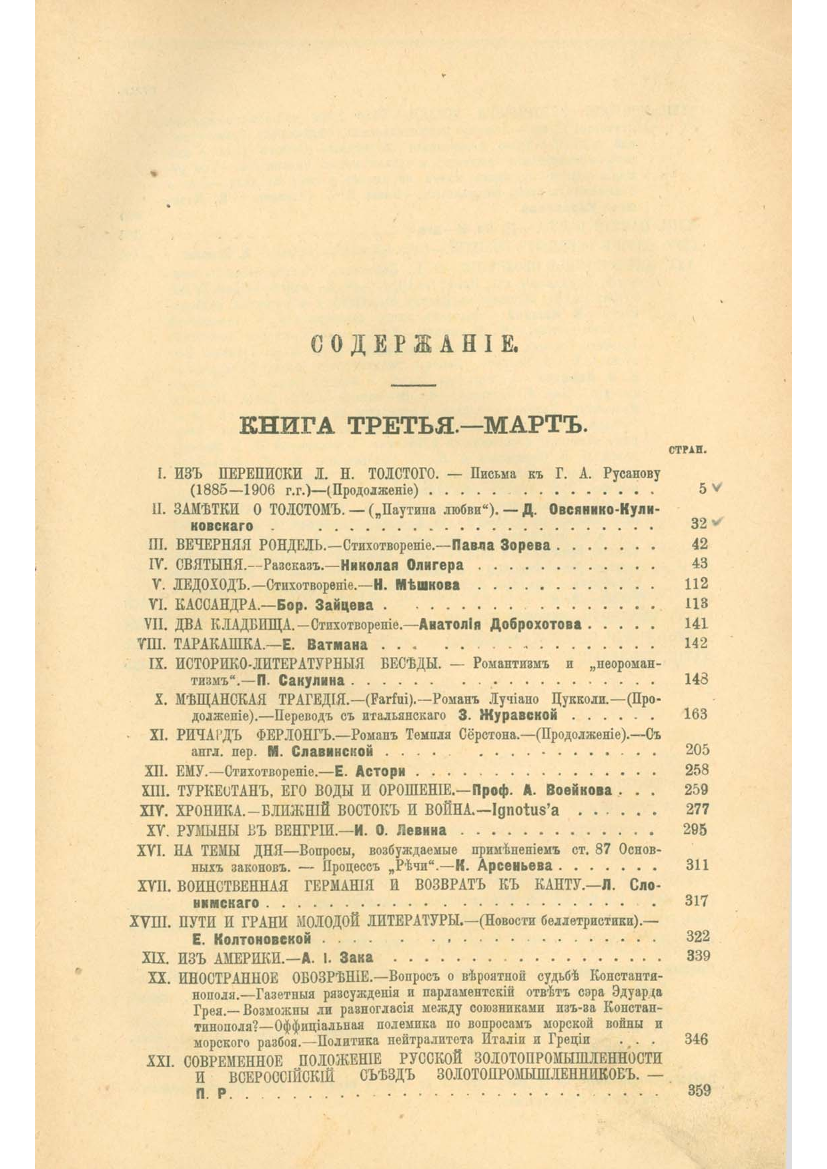 СОДЕРЖАНІЕ.
КНИГА ТРЕТЬЯ.—МАРТЪ.
СТРАН.
I. ИЗЪ ПЕРЕПИСКИ Л. Н. ТОЛСТОГО. — Письма къ Г. А. Русанову
(1885—1906 г.г.)—(Продолженіе) . . . . . . . . . . . . . . 5
II. ЗАМѢТКИ О ТОЛСТОМЪ.—(„Паутина любви“).—Д. Овсянико-Кули-
ковскаго . . . . . . . . . . . . . . . . . . . . 32
III. ВЕЧЕРНЯЯ РОНДЕЛЬ.—Стихотвореніе.—Павла Зорева . . . . . . . 42
IV. СВЯТЫНЯ.—Разсказъ.—Николая Олигера . . . . . . . . . . . . 43
V. ЛЕДОХОДЪ.—Стихотвореніе.—Н. Мѣшкова . . . . . . . . . . . . 112
VI. КАССАНДРА.—Бор. Зайцева . . . . . . . . . . . . . . . . . 113
VII. ДВА КЛАДБИЩА.—Стихотвореніе.—Анатолія Доброхотова . . . . . 141
VIII. ТАРАКАШКА.—Е. Ватмана . . . . . . . . . . . . . . . . . 142
IX. ИСТОРИКО-ЛИТЕРАТУРНЫЯ БЕСѢДЫ. — Романтизмъ и „неороман-
тизмъ“.—П. Сакулина . . . . . . . . . . . . . . . . . . 148
X. МѢЩАНСКАЯ ТРАГЕДІЯ.—(Farfui).—Романъ Лучіано Цукколи.—(Про-
долженіе).—Переводъ съ итальянскаго З. Журавской . . . . . . 163
XI. РИЧАРДЪ ФЕРЛОНГЪ.—Романъ Темпля Сёрстона.—(Продолженіе).—Съ
англ. пер. М. Славинской . . . . . . . . . . . . . . . . 205
XII. ЕМУ.—Стихотвореніе.—Е. Астори . . . . . . . . . . . . . . . 258
XIII. ТУРКЕСТАНЪ, ЕГО ВОДЫ И ОРОШЕНІЕ.—Проф. А. Воейкова . . . 259
XIV. ХРОНИКА.—БЛИЖНІЙ ВОСТОКЪ И ВОЙНА.—Ignotus'а . . . . . . 277
XV. РУМЫНЫ ВЪ ВЕНГРІИ.—И. О. Левина . . . . . . . . . . . . . 295
XVI. НА ТЕМЫ ДНЯ—Вопросы, возбуждаемые примѣненіемъ ст. 87 Основ-
ныхъ законовъ. — Процессъ „Рѣчи“.—К. Арсеньева . . . . . . . 311
XVII. ВОИНСТВЕННАЯ ГЕРМАНІЯ И ВОЗВРАТЪ КЪ КАНТУ.—Л. Сло-
нимскаго . . . . . . . . . . . . . . . . . . . . . . . 317
XVIII. ПУТИ И ГРАНИ МОЛОДОЙ ЛИТЕРАТУРЫ.—(Новости беллетристики).—
Е. Колтоновской . . . . . . . . . . . . . . . . . . . . 322
XIX. ИЗЪ АМЕРИКИ.—А. І. Зака . . . . . . . . . . . . . . . . . 339
XX. ИНОСТРАННОЕ ОБОЗРѢНІЕ.—Вопросъ о вѣроятной судьбѣ Константи-
нополя.—Газетныя разсужденія и парламентскій отвѣтъ сэра Эдуарда
Грея.—Возможны ли разногласія между союзниками изъ-за Констан-
тинополя?—Оффиціальная полемика по вопросамъ морской войны и
морского разбоя.—Политика нейтралитета Италіи и Греціи . . . 346
XXI. СОВРЕМЕННОЕ ПОЛОЖЕНІЕ РУССКОЙ ЗОЛОТОПРОМЫШЛЕННОСТИ
И ВСЕРОССІЙСКІЙ СЪѢЗДЪ ЗОЛОТОПРОМЫШЛЕННИКОВЪ. —
П. Р. . . . . . . . . . . . . . . . . . . . . . . . . 359